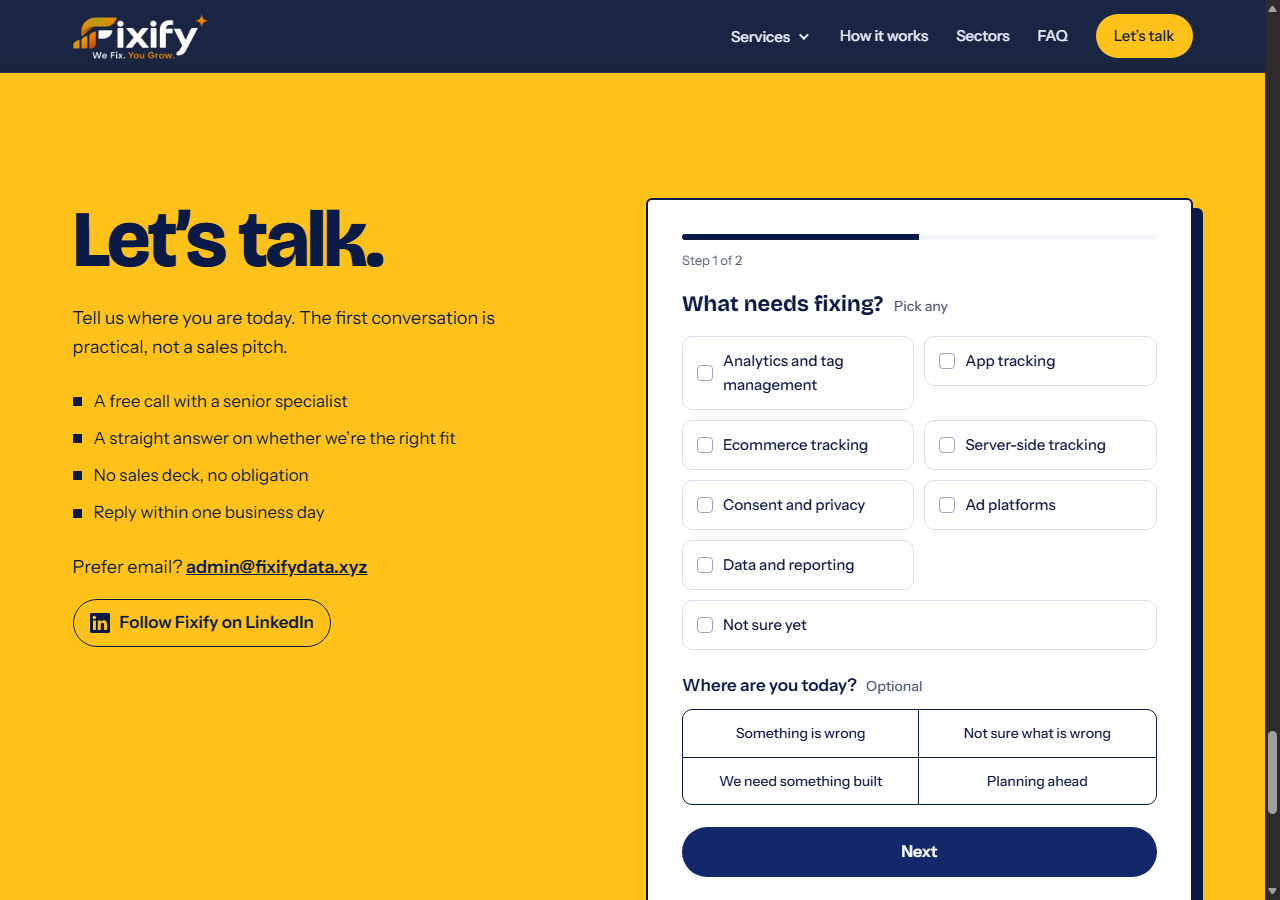 Fixify
We Fix. You Grow.
Services
How it works
Sectors
FAQ
Let's talk
Let's talk.
Tell us where you are today. The first conversation is
practical, not a sales pitch.
A free call with a senior specialist
A straight answer on whether we're the right fit
No sales deck, no obligation
Reply within one business day
Prefer email? admin@fixifydata.xyz
in Follow Fixify on LinkedIn
Step 1 of 2
What needs fixing? Pick any
Analytics and tag
management
App tracking
Ecommerce tracking
Server-side tracking
Consent and privacy
Ad platforms
Data and reporting
Not sure yet
Where are you today? Optional
Something is wrong
Not sure what is wrong
We need something built
Planning ahead
Next